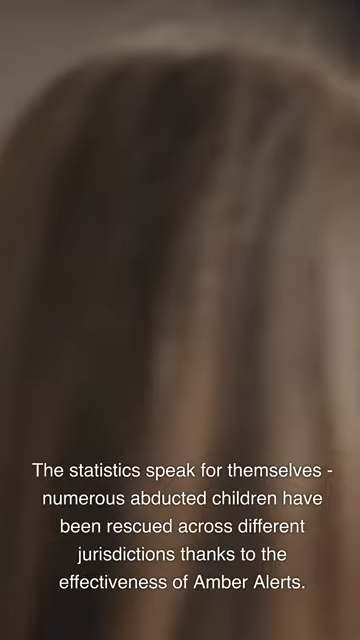 The statistics speak for themselves -
numerous abducted children have
been rescued across different
jurisdictions thanks to the
effectiveness of Amber Alerts.